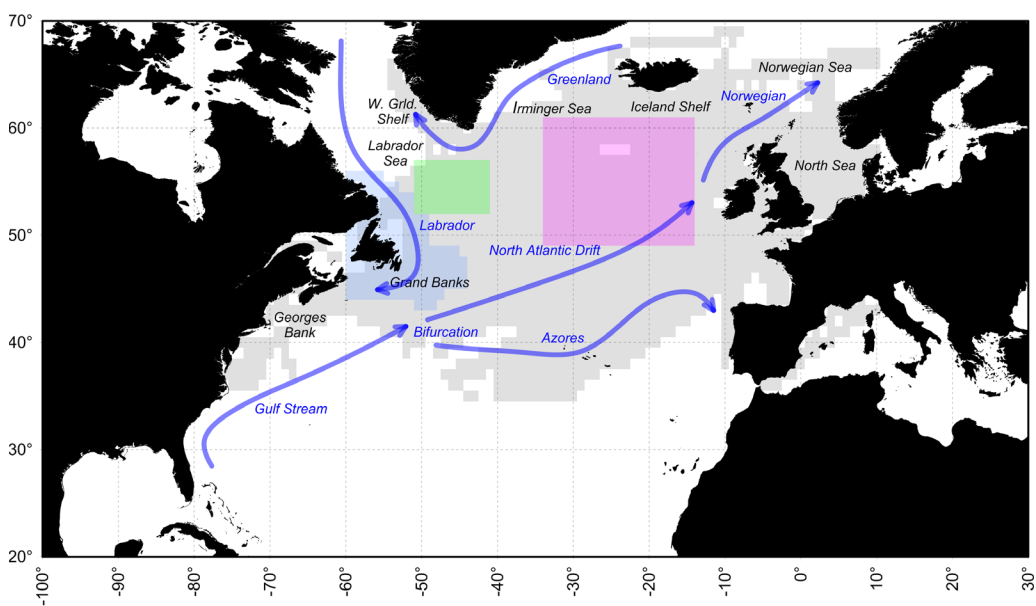 70°
60°
50°
40°
30°
20°
Norwegian Sea
Greenland
Norwegian
W. Grld.
Shelf
Irminger Sea
Iceland Shelf
Labrador
Sea
North Sea
Labrador
North Atlantic Drift
Grand Banks
Georges
Bank
Bifurcation
Azores
Gulf Stream
-100°
-90°
-80°
-70°
-60°
-50°
-40°
-30°
-20°
-10°
0°
10°
20°
30°